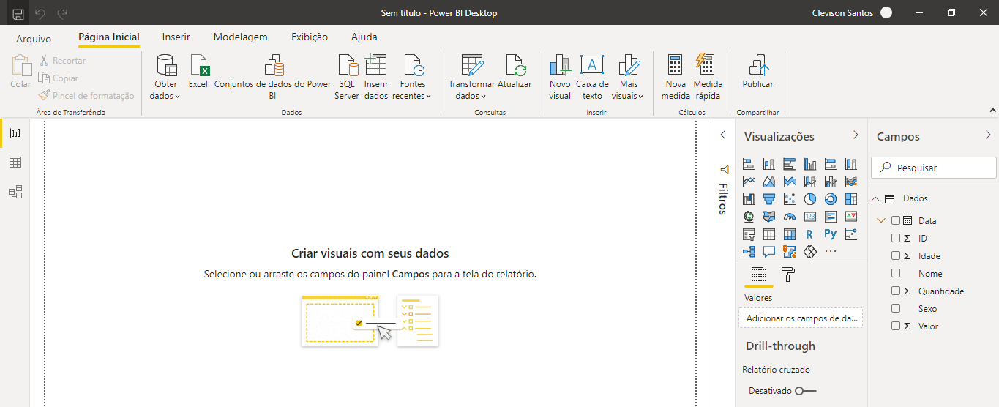 Sem título - Power BI Desktop
Clevison Santos
Arquivo
Página Inicial
Inserir
Modelagem
Exibição
Ajuda
Colar
Recortar
Copiar
Pincel de formatação
Área de Transferência
Obter
dados
Excel
Conjuntos de dados do Power
BI
SQL
Server
Inserir
dados
Fontes
recentes
Dados
Transformar
dados
Atualizar
Consultas
Novo
visual
A
Caixa de
texto
Mais
visuais
Inserir
Nova
medida
Medida
rápida
Cálculos
Publicar
Compartilhar
Criar visuais com seus dados
Selecione ou arraste os campos do painel Campos para a tela do relatório.
Filtros
Visualizações
123
R
Py
Valores
Adicionar os campos de da...
Drill-through
Relatório cruzado
Desativado
Campos
Pesquisar
Dados
Data
Σ ID
Σ Idade
Nome
Σ Quantidade
Sexo
Σ Valor